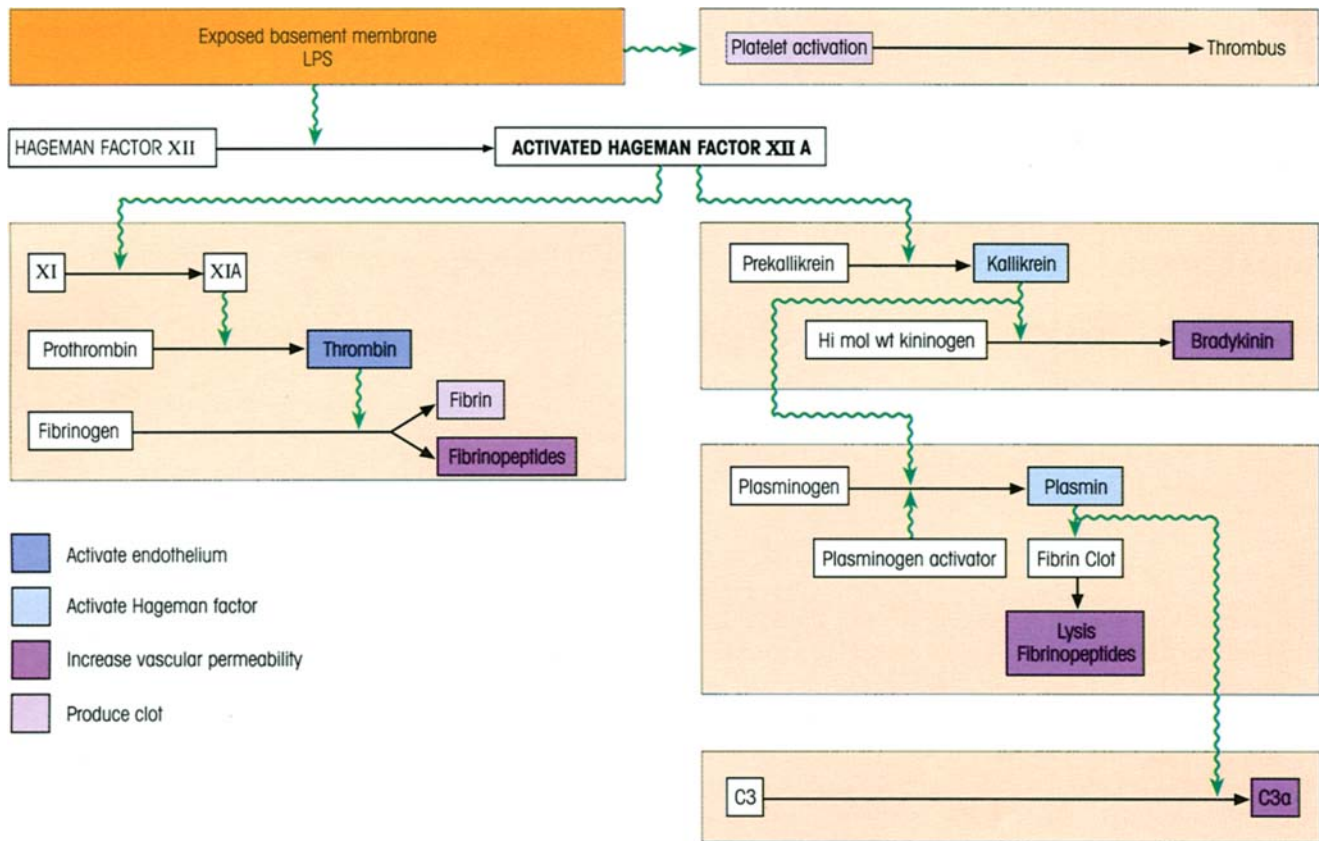 Exposed basement membrane
LPS
Platelet activation
Thrombus
HAGEMAN FACTOR XII
ACTIVATED HAGEMAN FACTOR XII A
XI
XIA
Prothrombin
Thrombin
Fibrinogen
Fibrin
Fibrinopeptides
Prekallikrein
Kallikrein
Hi mol wt kininogen
Bradykinin
Plasminogen
Plasmin
Plasminogen activator
Fibrin Clot
Lysis
Fibrinopeptides
C3
C3a
Activate endothelium
Activate Hageman factor
Increase vascular permeability
Produce clot